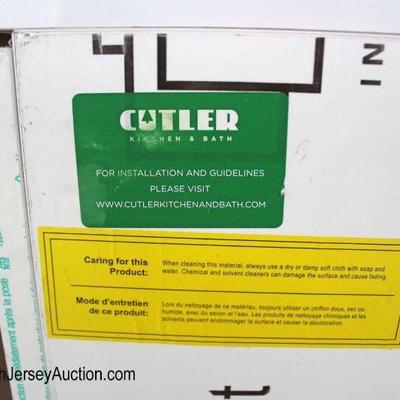 IN
CUTLER
KITCHEN & BATH
FOR INSTALLATION AND GUIDELINES
PLEASE VISIT
WWW.CUTLERKITCHENANDBATH.COM
Caring for this
Product:
When cleaning this material, always use a dry or damp soft cloth with soap and
water. Chemical and solvent cleaners can damage the surface and cause fading.
Mode d'entretien
de ce produit:
Lors du nettoyage de ce matériau, toujours utiliser un chiffon doux, sec ou
humide, avec du savon et l'eau. Les produits de nettoyage chimiques et les
solvants peuvent endommager la surface et causer la décoloration.
après la pose
JerseyAuction.com/